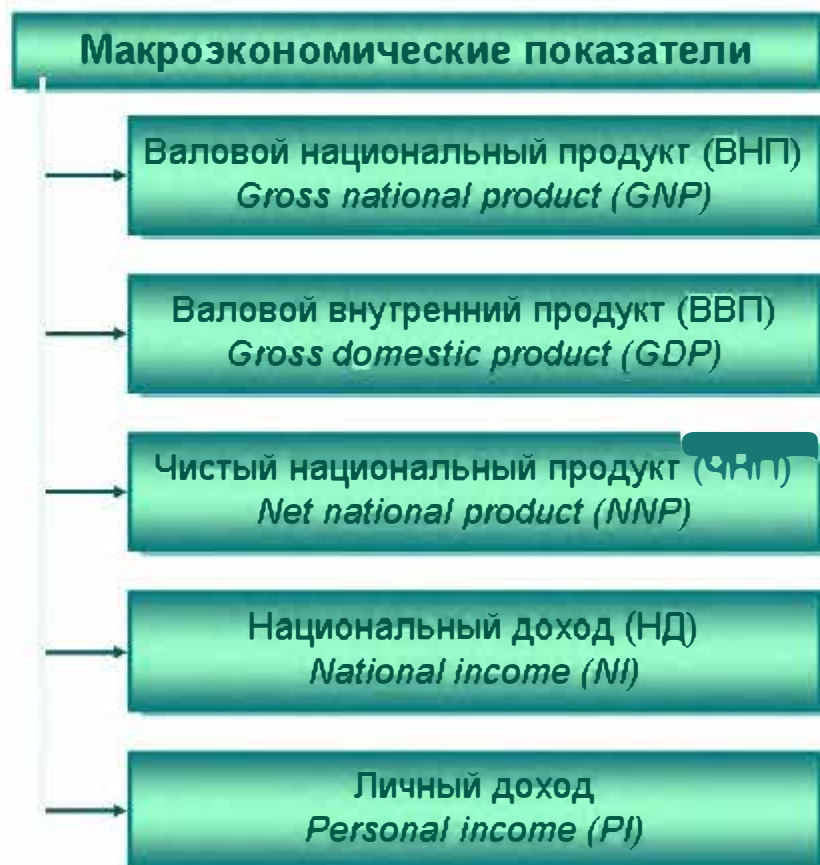 Макроэкономические показатели
Валовой национальный продукт (ВНП)
Gross national product (GNP)
Валовой внутренний продукт (ВВП)
Gross domestic product (GDP)
Чистый национальный продукт
Net national product (NNP)
Национальный доход (НД)
National income (NI)
Личный доход
Personal income (PI)